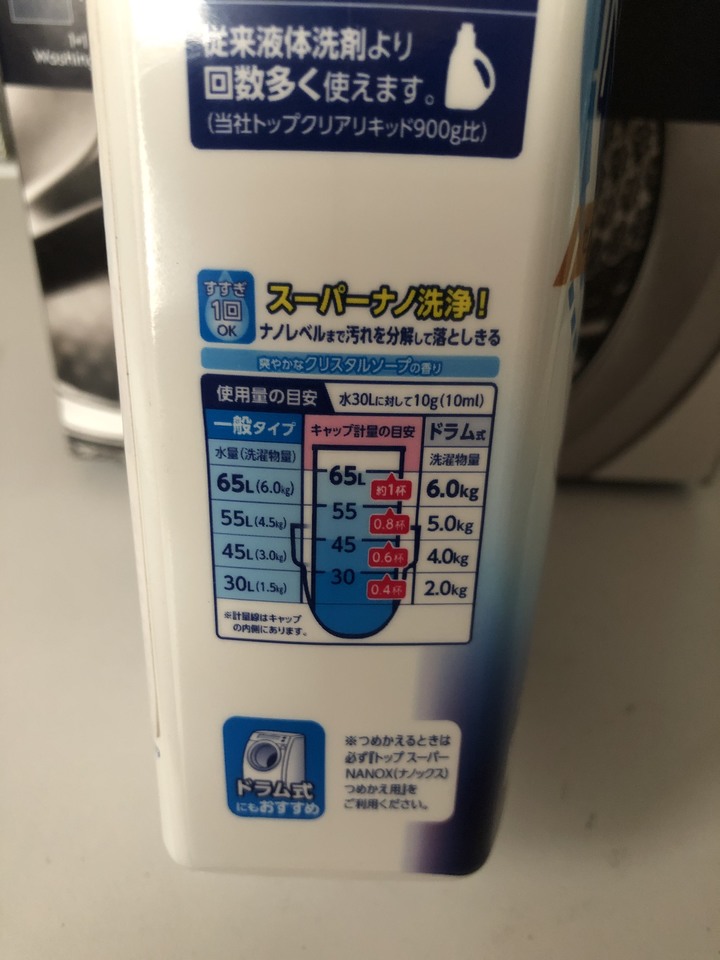 従来液体洗剤より
回数多く使えます。
(当社トップクリアリキッド900g比)
すすぎ
1回
OK
スーパーナノ洗浄!
ナノレベルまで汚れを分解して落としきる
爽やかなクリスタルソープの香り
使用量の目安 水30Lに対して10g(10ml)
一般タイプ キャップ計量の目安 ドラム式
水量(洗濯物量) 洗濯物量
65L(6.0kg) 65L 約1杯 6.0kg
55L(4.5kg) 55 0.8杯 5.0kg
45L(3.0kg) 45 0.6杯 4.0kg
30L(1.5kg) 30 0.4杯 2.0kg
※計量線はキャップ
の内側にあります。
ドラム式
にもおすすめ
※つめかえるときは
必ず『トップ スーパー
NANOX(ナノックス)
つめかえ用』を
ご利用ください。